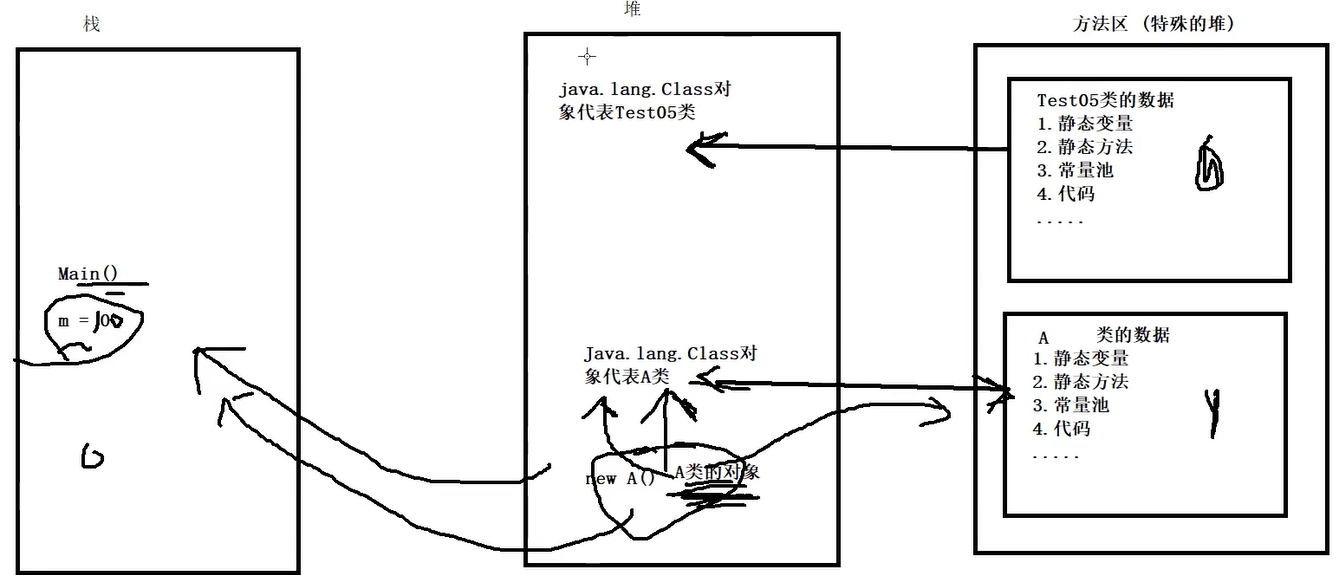 栈
堆
方法区 (特殊的堆)
java.lang.Class对
象代表Test05类
Test05类的数据
1.静态变量
2.静态方法
3.常量池
4.代码
.....
Main()
m = 100
Java.lang.Class对
象代表A类
new A()
A类的对象
A 类的数据
1.静态变量
2.静态方法
3.常量池
4.代码
.....